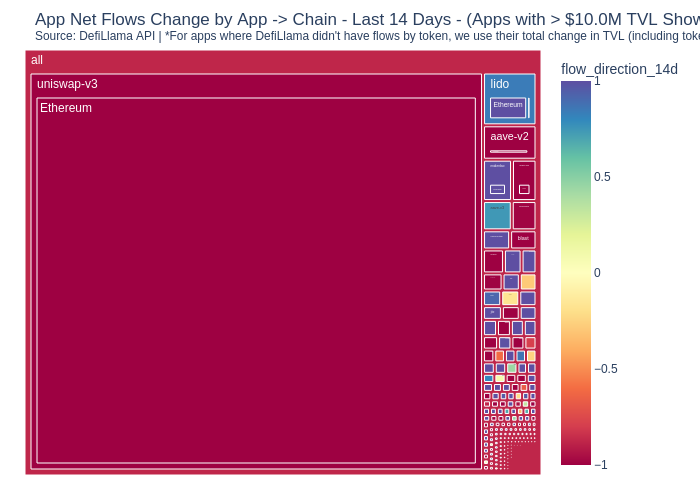 App Net Flows Change by App -> Chain - Last 14 Days - (Apps with > $10.0M TVL Show
Source: DefiLlama API | *For apps where DefiLlama didn't have flows by token, we use their total change in TVL (including toke
all
uniswap-v3
Ethereum
lido
Ethereum
aave-v2
blast
flow_direction_14d
1
0.5
0
−0.5
−1